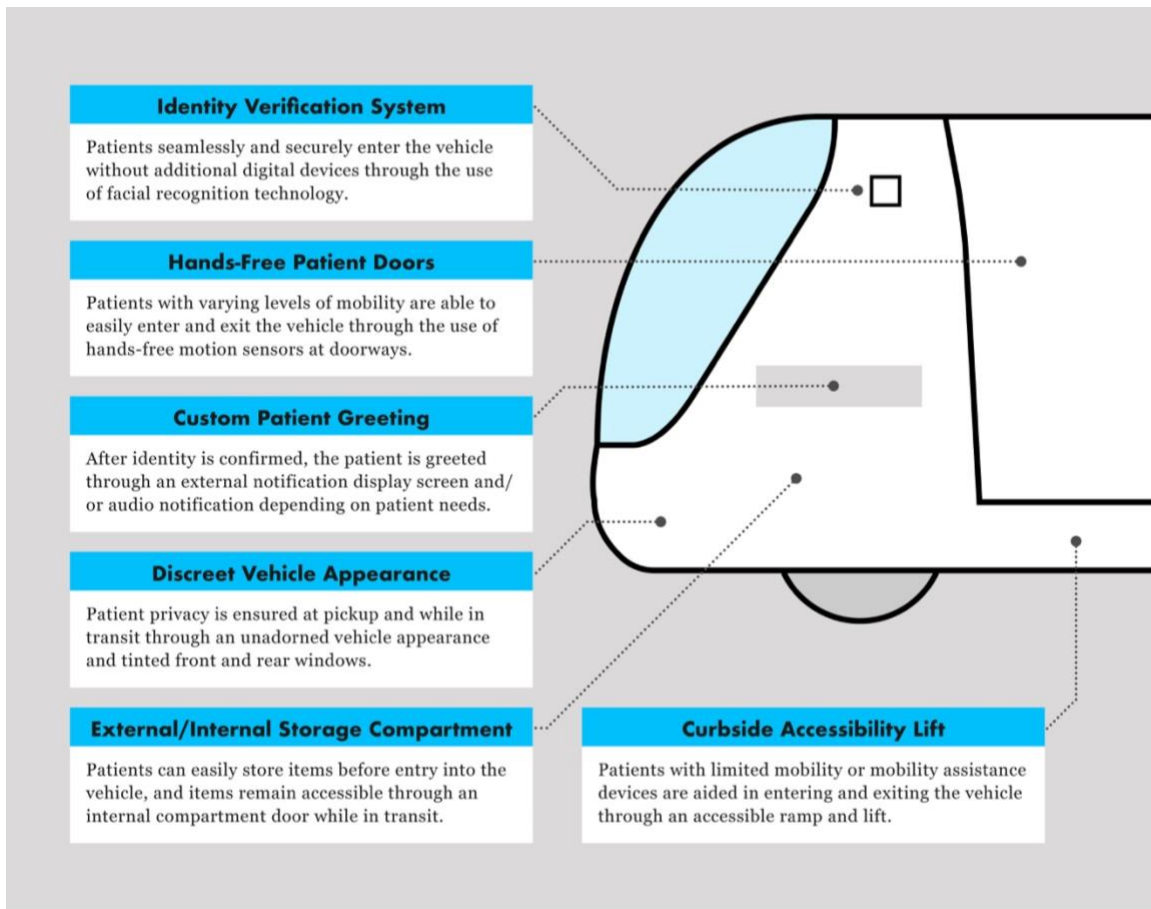 Identity Verification System
Patients seamlessly and securely enter the vehicle
without additional digital devices through the use
of facial recognition technology.
Hands-Free Patient Doors
Patients with varying levels of mobility are able to
easily enter and exit the vehicle through the use of
hands-free motion sensors at doorways.
Custom Patient Greeting
After identity is confirmed, the patient is greeted
through an external notification display screen and/
or audio notification depending on patient needs.
Discreet Vehicle Appearance
Patient privacy is ensured at pickup and while in
transit through an unadorned vehicle appearance
and tinted front and rear windows.
External/Internal Storage Compartment
Patients can easily store items before entry into the
vehicle, and items remain accessible through an
internal compartment door while in transit.
Curbside Accessibility Lift
Patients with limited mobility or mobility assistance
devices are aided in entering and exiting the vehicle
through an accessible ramp and lift.